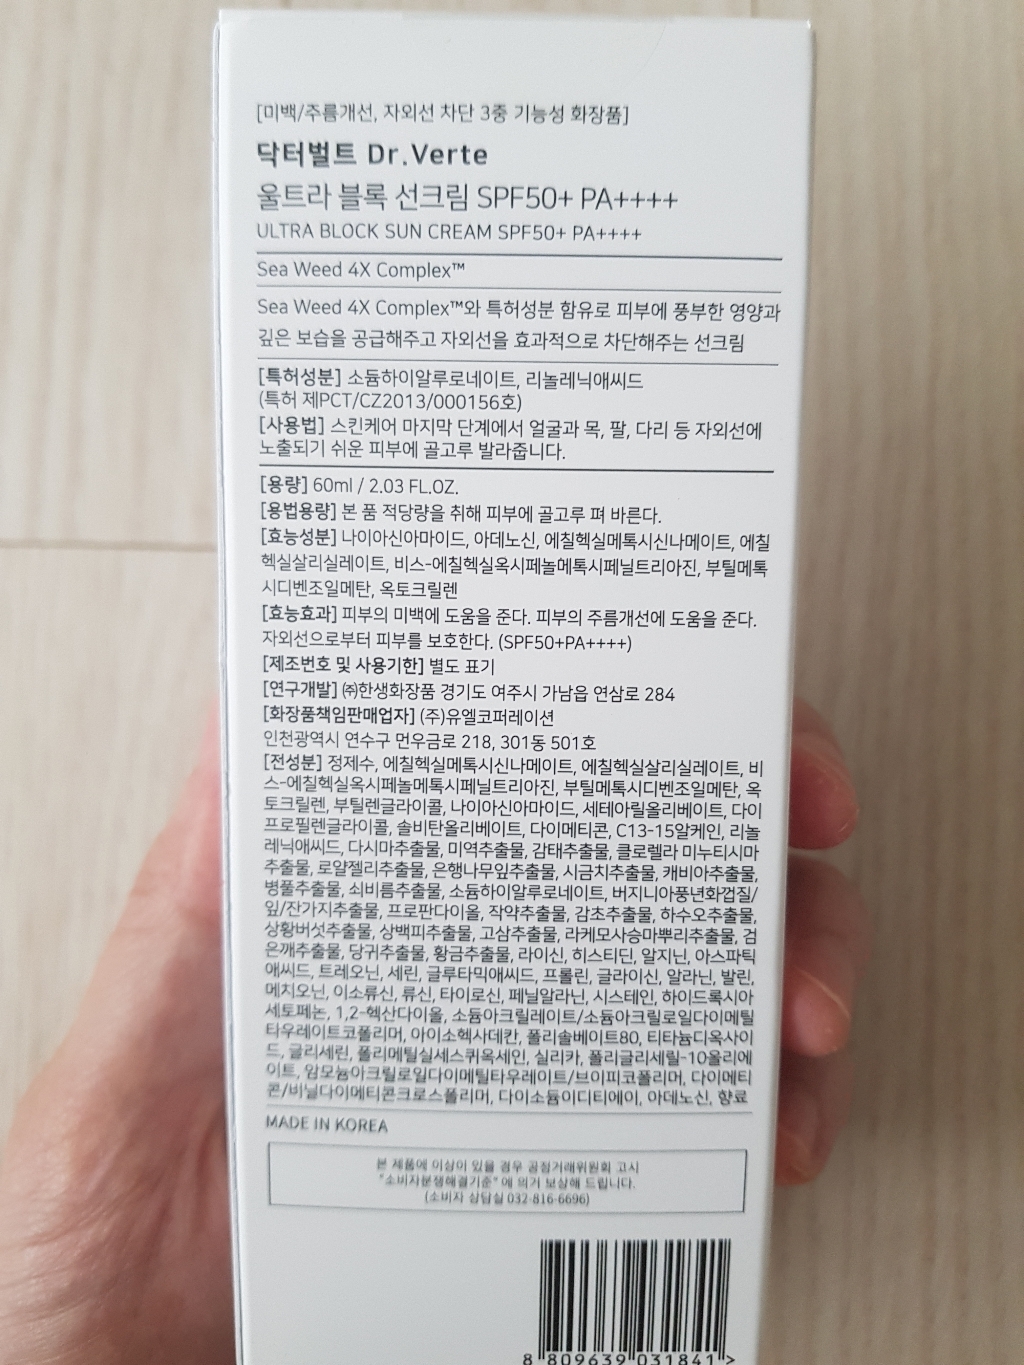 [미백/주름개선, 자외선 차단 3중 기능성 화장품]
닥터벌트 Dr.Verte
울트라 블록 선크림 SPF50+ PA++++
ULTRA BLOCK SUN CREAM SPF50+ PA++++
Sea Weed 4X Complex™
Sea Weed 4X Complex™와 특허성분 함유로 피부에 풍부한 영양과
깊은 보습을 공급해주고 자외선을 효과적으로 차단해주는 선크림
[특허성분] 소듐하이알루로네이트, 리놀레닉애씨드
(특허 제PCT/CZ2013/000156호)
[사용법] 스킨케어 마지막 단계에서 얼굴과 목, 팔, 다리 등 자외선에
노출되기 쉬운 피부에 골고루 발라줍니다.
[용량] 60ml / 2.03 FL.OZ.
[용법용량] 본 품 적당량을 취해 피부에 골고루 펴 바른다.
[효능성분] 나이아신아마이드, 아데노신, 에칠헥실메톡시신나메이트, 에칠
헥실살리실레이트, 비스-에칠헥실옥시페놀메톡시페닐트리아진, 부틸메톡
시디벤조일메탄, 옥토크릴렌
[효능효과] 피부의 미백에 도움을 준다. 피부의 주름개선에 도움을 준다.
자외선으로부터 피부를 보호한다. (SPF50+PA++++)
[제조번호 및 사용기한] 별도 표기
[연구개발] ㈜한생화장품 경기도 여주시 가남읍 연삼로 284
[화장품책임판매업자] (주)유엘코퍼레이션
인천광역시 연수구 먼우금로 218, 301동 501호
[전성분] 정제수, 에칠헥실메톡시신나메이트, 에칠헥실살리실레이트, 비
스-에칠헥실옥시페놀메톡시페닐트리아진, 부틸메톡시디벤조일메탄, 옥
토크릴렌, 부틸렌글라이콜, 나이아신아마이드, 세테아릴올리베이트, 다이
프로필렌글라이콜, 솔비탄올리베이트, 다이메티콘, C13-15알케인, 리놀
레닉애씨드, 다시마추출물, 미역추출물, 감태추출물, 클로렐라 미누티시마
추출물, 로얄젤리추출물, 은행나무잎추출물, 시금치추출물, 캐비아추출물,
병풀추출물, 쇠비름추출물, 소듐하이알루로네이트, 버지니아풍년화껍질/
잎/잔가지추출물, 프로판다이올, 작약추출물, 감초추출물, 하수오추출물,
상황버섯추출물, 상백피추출물, 고삼추출물, 라케모사승마뿌리추출물, 검
은깨추출물, 당귀추출물, 황금추출물, 라이신, 히스티딘, 알지닌, 아스파틱
애씨드, 트레오닌, 세린, 글루타믹애씨드, 프롤린, 글라이신, 알라닌, 발린,
메치오닌, 이소류신, 류신, 타이로신, 페닐알라닌, 시스테인, 하이드록시아
세토페논, 1,2-헥산다이올, 소듐아크릴레이트/소듐아크릴로일다이메틸
타우레이트코폴리머, 아이소헥사데칸, 폴리솔베이트80, 티타늄디옥사이
드, 글리세린, 폴리메틸실세스퀴옥세인, 실리카, 폴리글리세릴-10올리에
이트, 암모늄아크릴로일다이메틸타우레이트/브이피코폴리머, 다이메티
콘/비닐다이메티콘크로스폴리머, 다이소듐이디티에이, 아데노신, 향료
MADE IN KOREA
본 제품에 이상이 있을 경우 공정거래위원회 고시
"소비자분쟁해결기준" 에 의거 보상해 드립니다.
(소비자 상담실 032-816-6696)
8 809639 031841 >